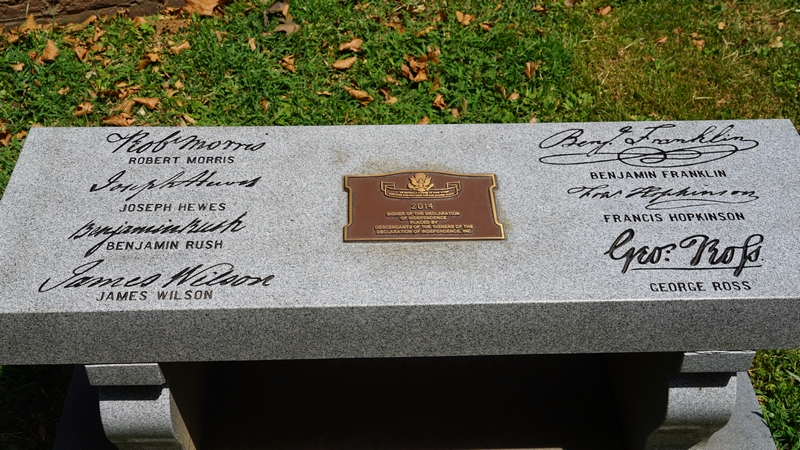 Robt Morris
ROBERT MORRIS
Joseph Hewes
JOSEPH HEWES
Benjamin Rush
BENJAMIN RUSH
James Wilson
JAMES WILSON
2014
SIGNER OF THE DECLARATION
OF INDEPENDENCE
PLACED BY
DESCENDANTS OF THE SIGNERS OF THE
DECLARATION OF INDEPENDENCE, INC.
Benj. Franklin
BENJAMIN FRANKLIN
Hopkinson
FRANCIS HOPKINSON
Geo. Ross
GEORGE ROSS